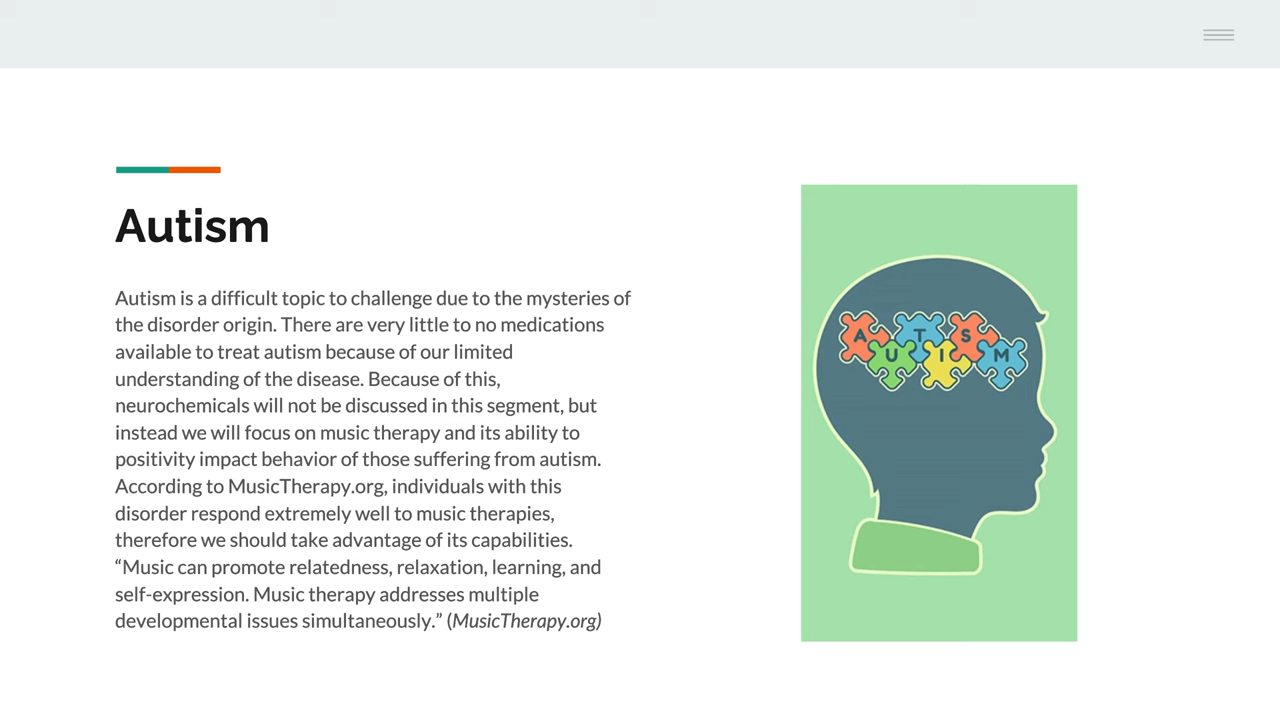 Autism
Autism is a difficult topic to challenge due to the mysteries of
the disorder origin. There are very little to no medications
available to treat autism because of our limited
understanding of the disease. Because of this,
neurochemicals will not be discussed in this segment, but
instead we will focus on music therapy and its ability to
positivity impact behavior of those suffering from autism.
According to MusicTherapy.org, individuals with this
disorder respond extremely well to music therapies,
therefore we should take advantage of its capabilities.
“Music can promote relatedness, relaxation, learning, and
self-expression. Music therapy addresses multiple
developmental issues simultaneously.” (MusicTherapy.org)
AUTISM